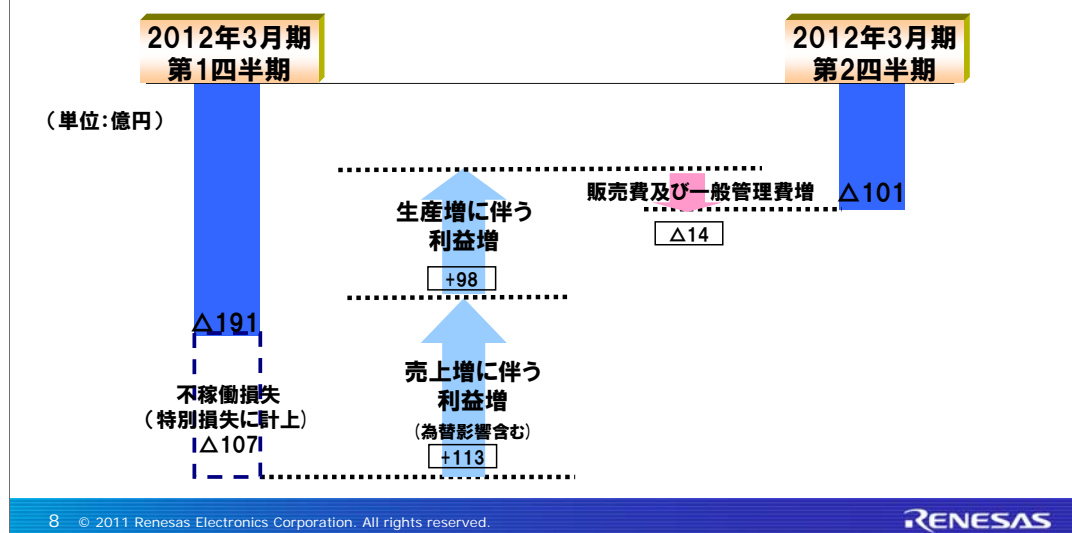 2012年3月期
第1四半期
2012年3月期
第2四半期
（単位：億円）
販売費及び一般管理費増
△101
△14
生産増に伴う
利益増
+98
△191
不稼働損失
（特別損失に計上）
△107
売上増に伴う
利益増
（為替影響含む）
+113
8 © 2011 Renesas Electronics Corporation. All rights reserved.
RENESAS